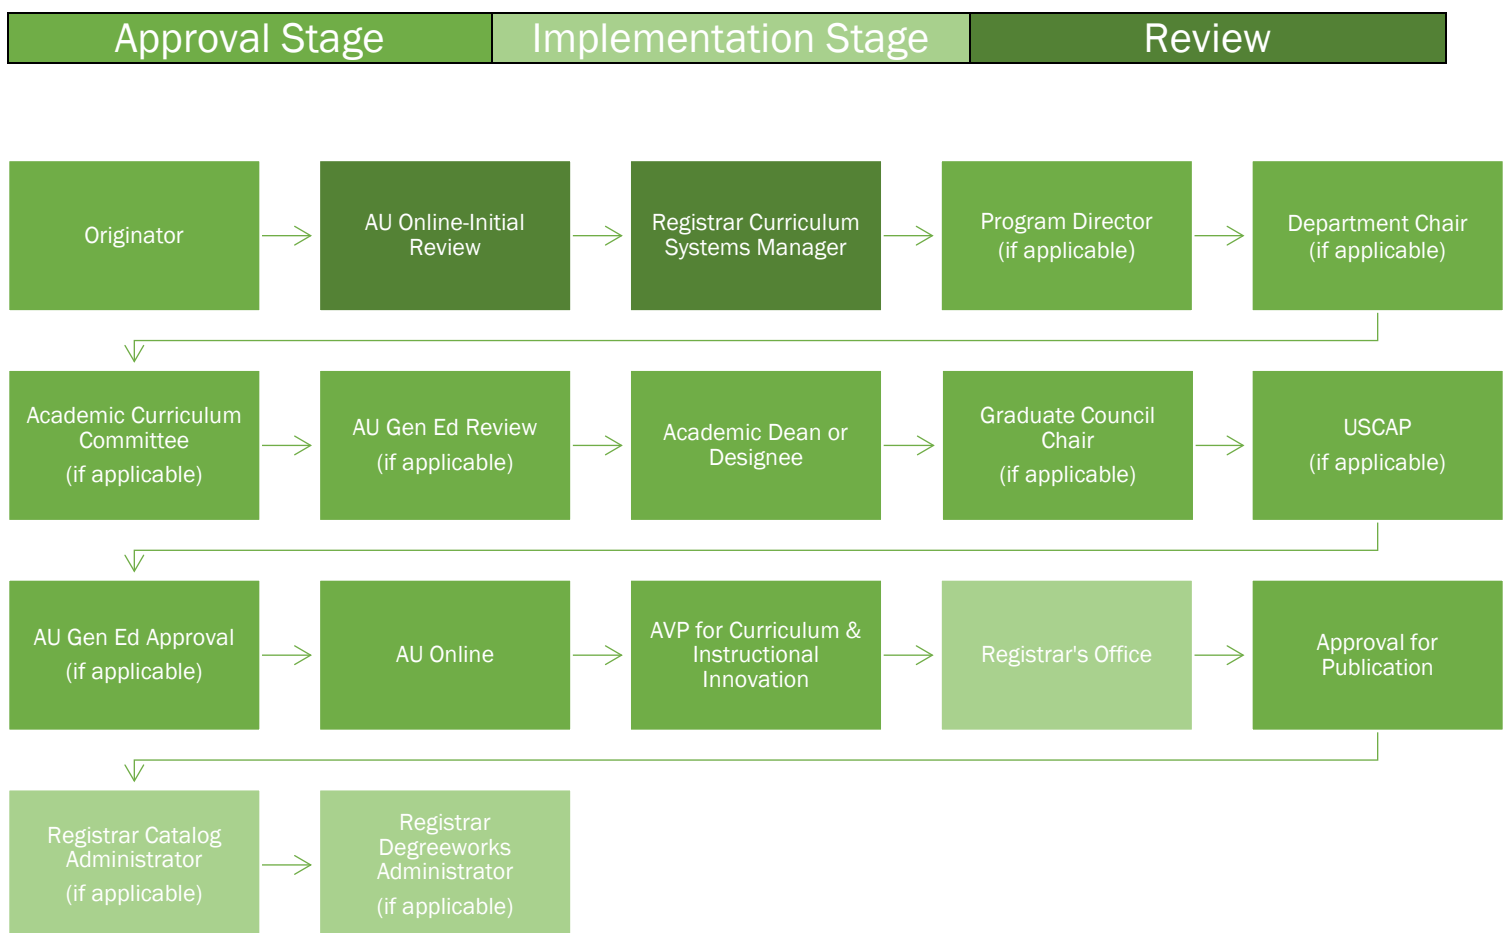 Approval Stage
Implementation Stage
Review
Originator
AU Online-Initial
Review
Registrar Curriculum
Systems Manager
Program Director
(if applicable)
Department Chair
(if applicable)
Academic Curriculum
Committee
(if applicable)
AU Gen Ed Review
(if applicable)
Academic Dean or
Designee
Graduate Council
Chair
(if applicable)
USCAP
(if applicable)
AU Gen Ed Approval
(if applicable)
AU Online
AVP for Curriculum &
Instructional
Innovation
Registrar's Office
Approval for
Publication
Registrar Catalog
Administrator
(if applicable)
Registrar
Degreeworks
Administrator
(if applicable)